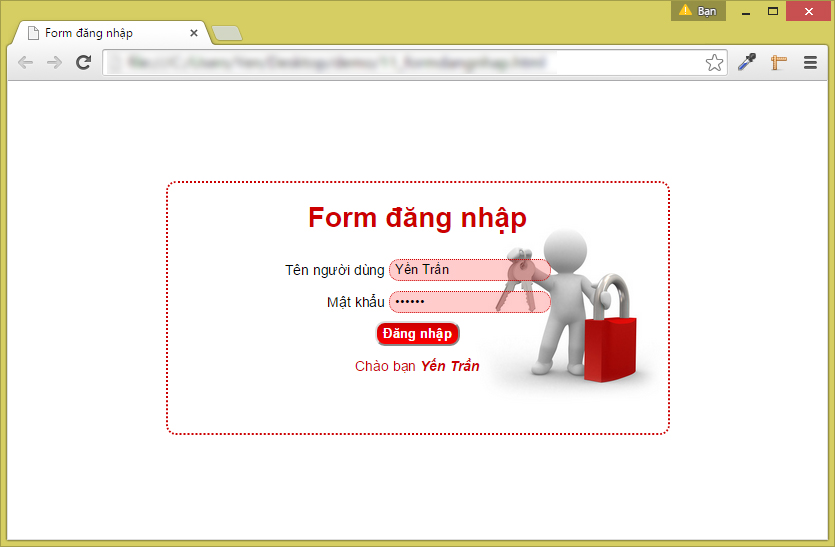 Bạn
Form đăng nhập
Form đăng nhập
Tên người dùng Yến Trần
Mật khẩu ••••••
Đăng nhập
Chào bạn Yến Trần